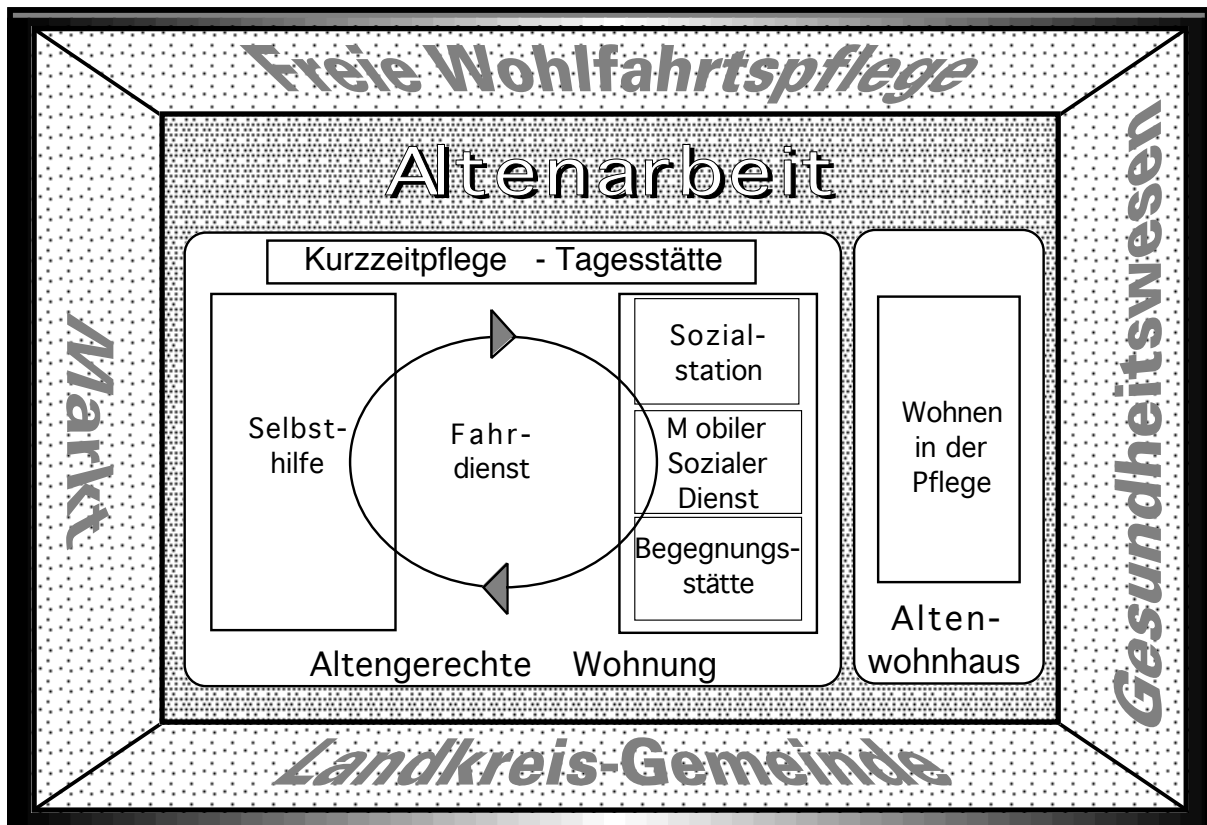 Freie Wohlfahrtspflege
Altenarbeit
Kurzzeitpflege - Tagesstätte
Markt
Selbst-
hilfe
Fahr-
dienst
Sozial-
station
Mobiler
Sozialer
Dienst
Begegnungs-
stätte
Altengerechte Wohnung
Wohnen
in der
Pflege
Alten-
wohnhaus
Gesundheitswesen
Landkreis-Gemeinde